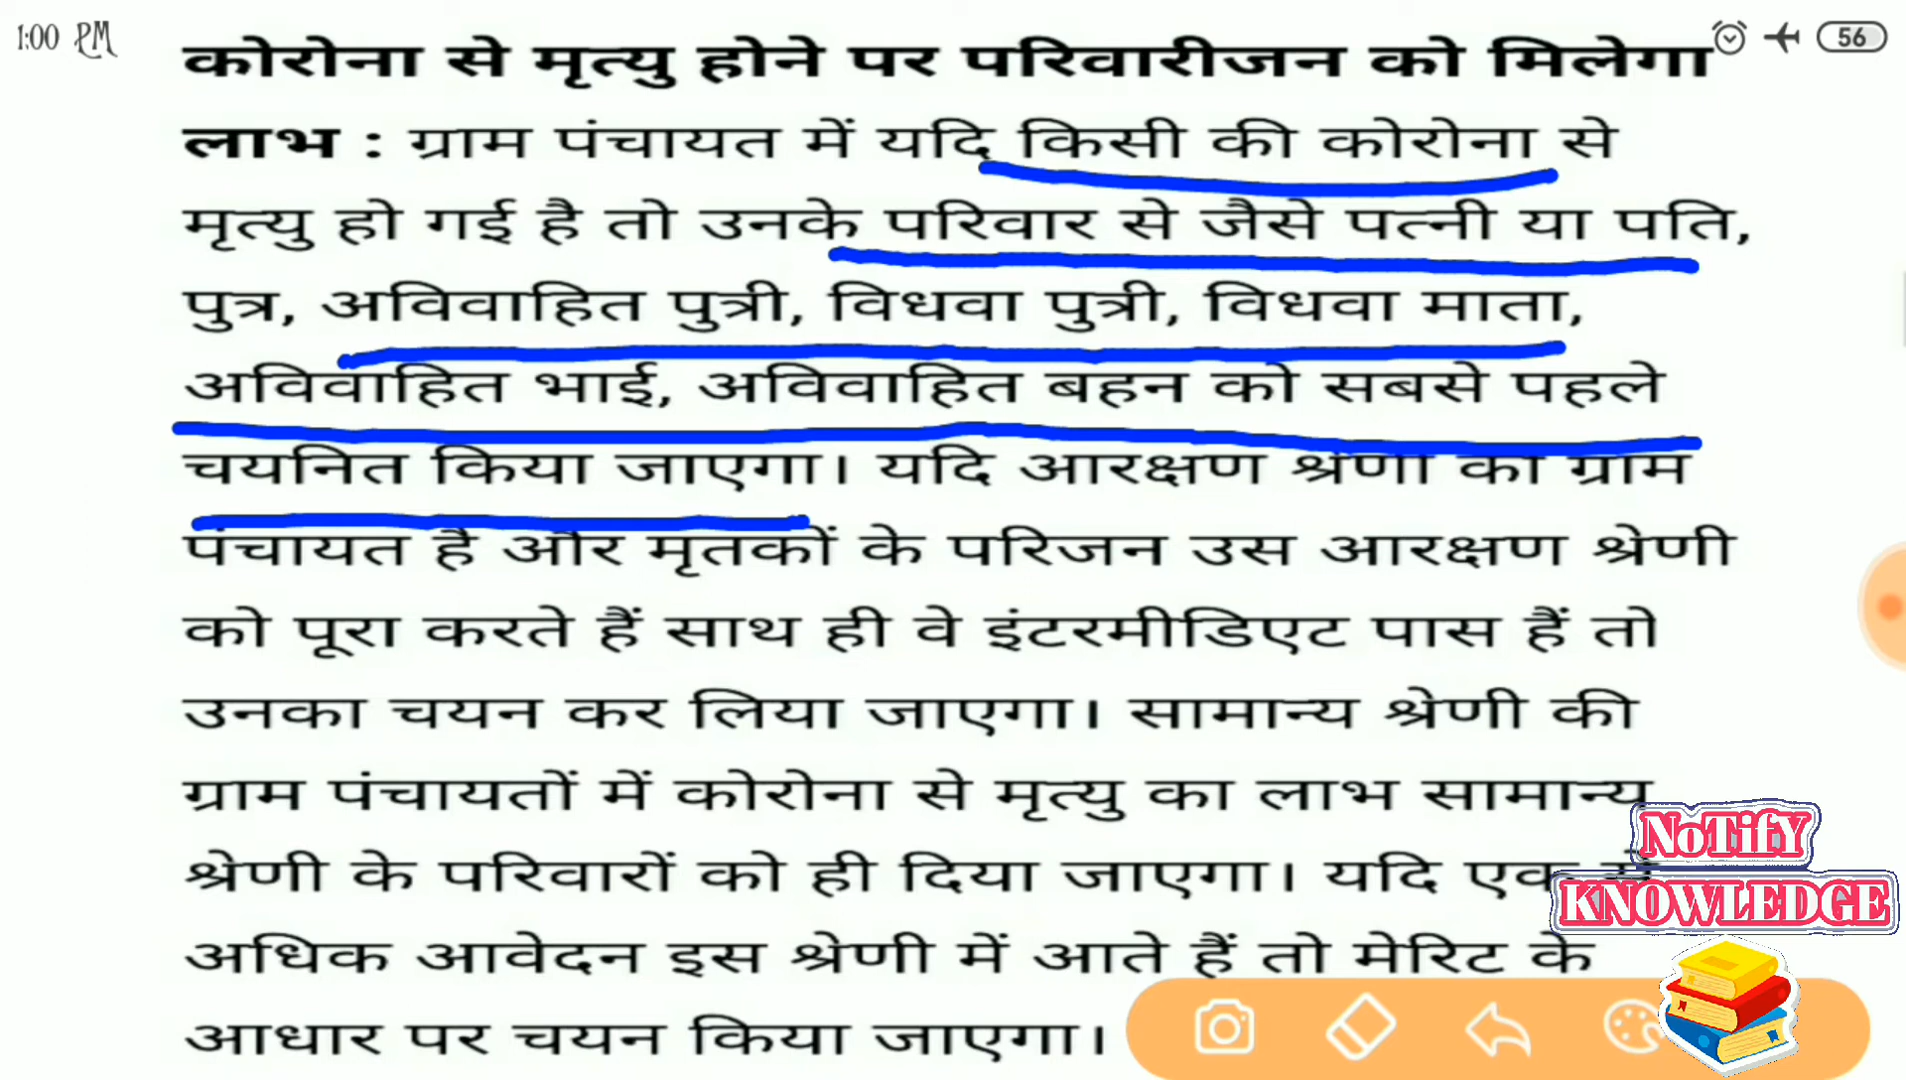 1:00 PM
56
कोरोना से मृत्यु होने पर परिवारीजन को मिलेगा
लाभ : ग्राम पंचायत में यदि किसी की कोरोना से
मृत्यु हो गई है तो उनके परिवार से जैसे पत्नी या पति,
पुत्र, अविवाहित पुत्री, विधवा पुत्री, विधवा माता,
अविवाहित भाई, अविवाहित बहन को सबसे पहले
चयनित किया जाएगा। यदि आरक्षण श्रेणी का ग्राम
पंचायत है और मृतकों के परिजन उस आरक्षण श्रेणी
को पूरा करते हैं साथ ही वे इंटरमीडिएट पास हैं तो
उनका चयन कर लिया जाएगा। सामान्य श्रेणी की
ग्राम पंचायतों में कोरोना से मृत्यु का लाभ सामान्य
श्रेणी के परिवारों को ही दिया जाएगा। यदि एक से
अधिक आवेदन इस श्रेणी में आते हैं तो मेरिट के
आधार पर चयन किया जाएगा।
NoTifY
KNOWLEDGE